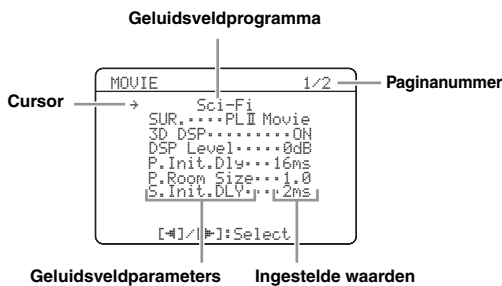 Geluidsveldprogramma
MOVIE 1/2
Paginanummer
Cursor
→ Sci-Fi
SUR.····PLⅡ Movie
3D DSP·········ON
DSP Level·····0dB
P.Init.Dly···16ms
P.Room Size···1.0
S.Init.DLY····2ms
[◀]/[▶]:Select
Geluidsveldparameters Ingestelde waarden